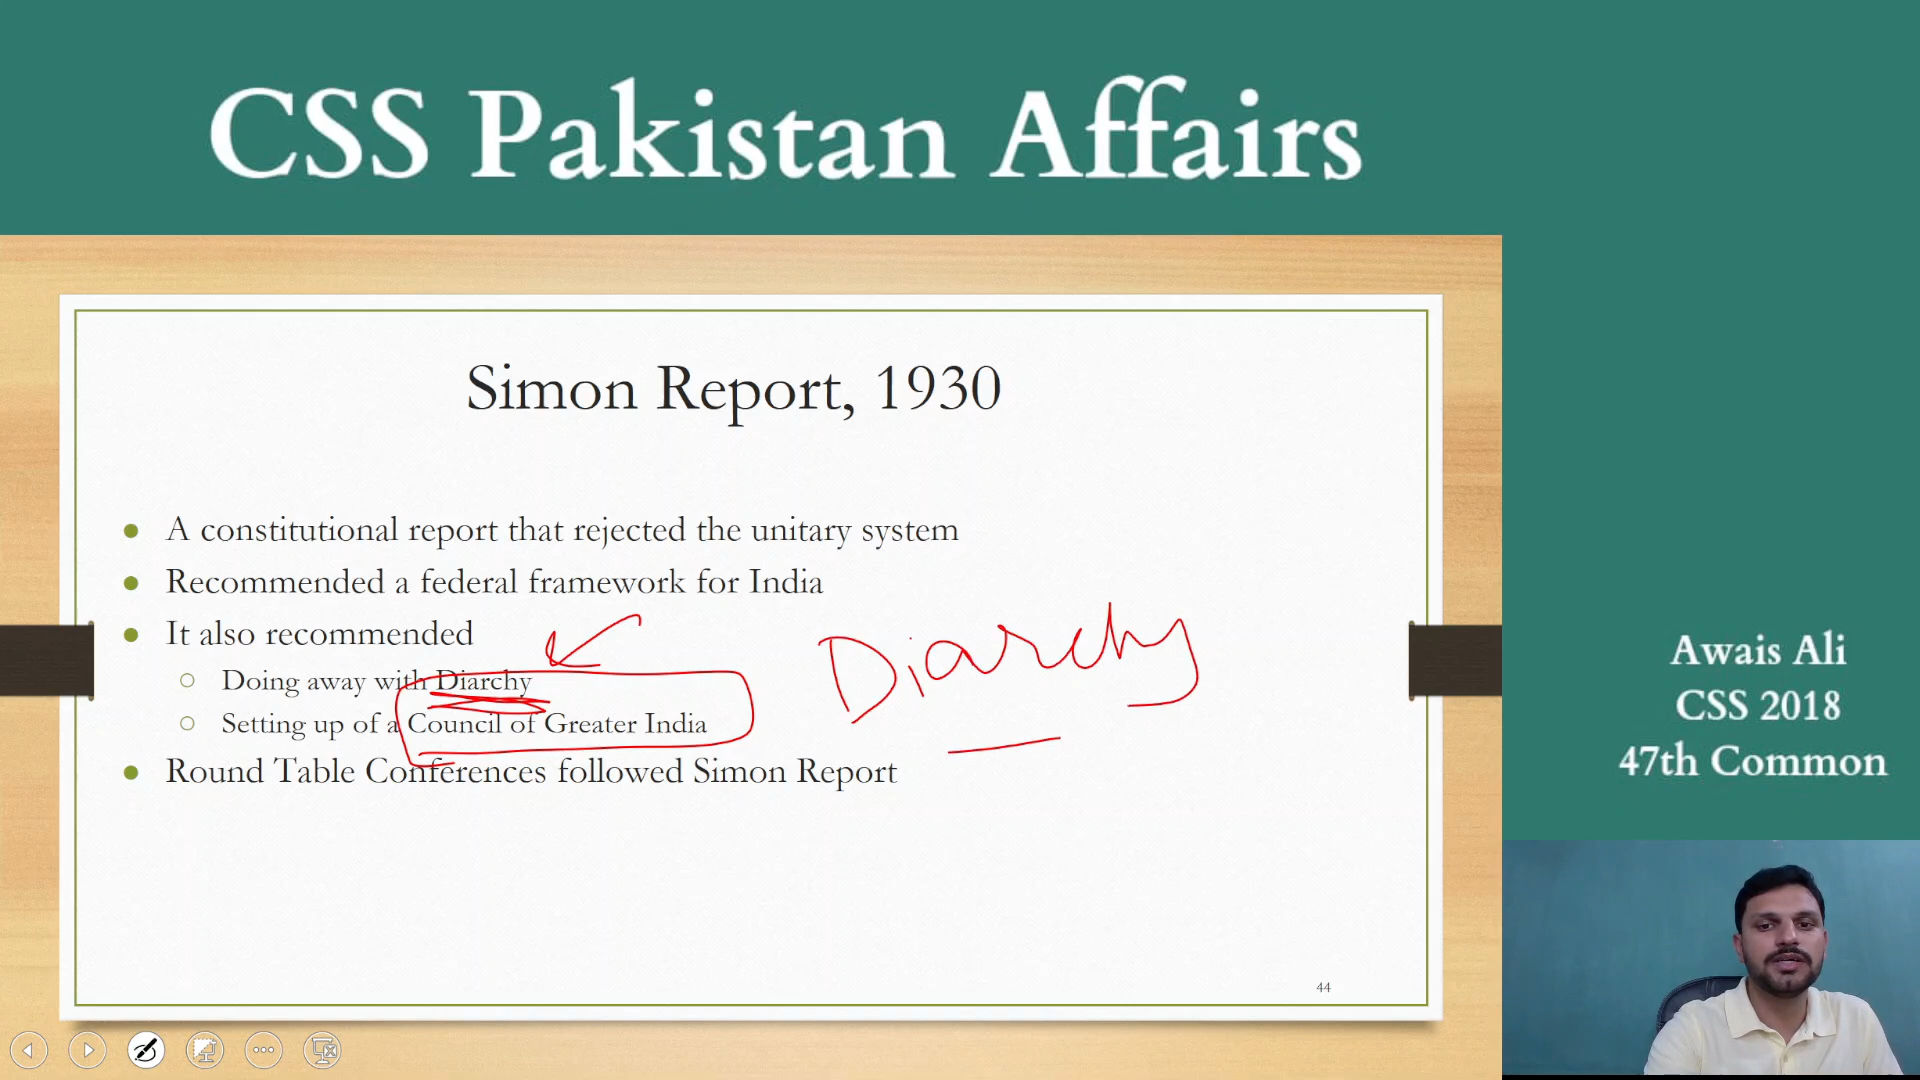 CSS Pakistan Affairs
Simon Report, 1930
A constitutional report that rejected the unitary system
Recommended a federal framework for India
It also recommended
Doing away with Diarchy
Setting up of a Council of Greater India
Round Table Conferences followed Simon Report
Diarchy
44
Awais Ali
CSS 2018
47th Common